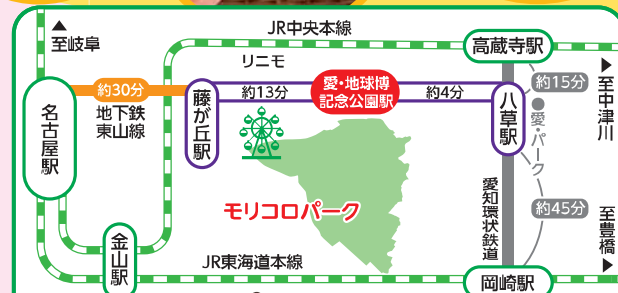 ▲
至岐阜
JR中央本線
高蔵寺駅
リニモ
約15分
▶
至中津川
約30分
地下鉄
東山線
名古屋駅
藤が丘駅
約13分
愛・地球博
記念公園駅
約4分
八草駅
●愛・パーク
モリコロパーク
愛知環状鉄道
約45分
至豊橋
▶
金山駅
JR東海道本線
岡崎駅